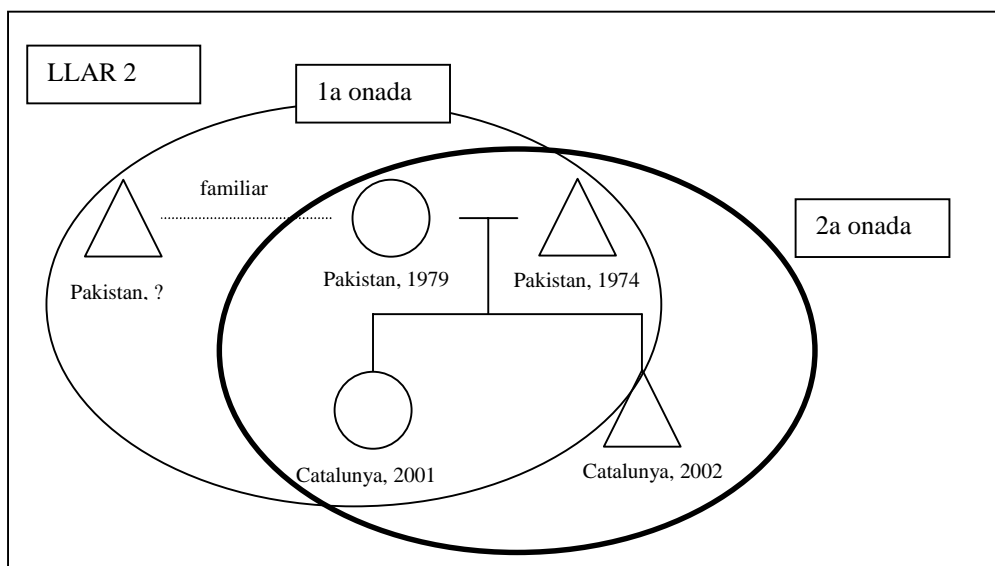 LLAR 2
1a onada
familiar
2a onada
Pakistan, 1979
Pakistan, 1974
Pakistan, ?
Catalunya, 2001
Catalunya, 2002